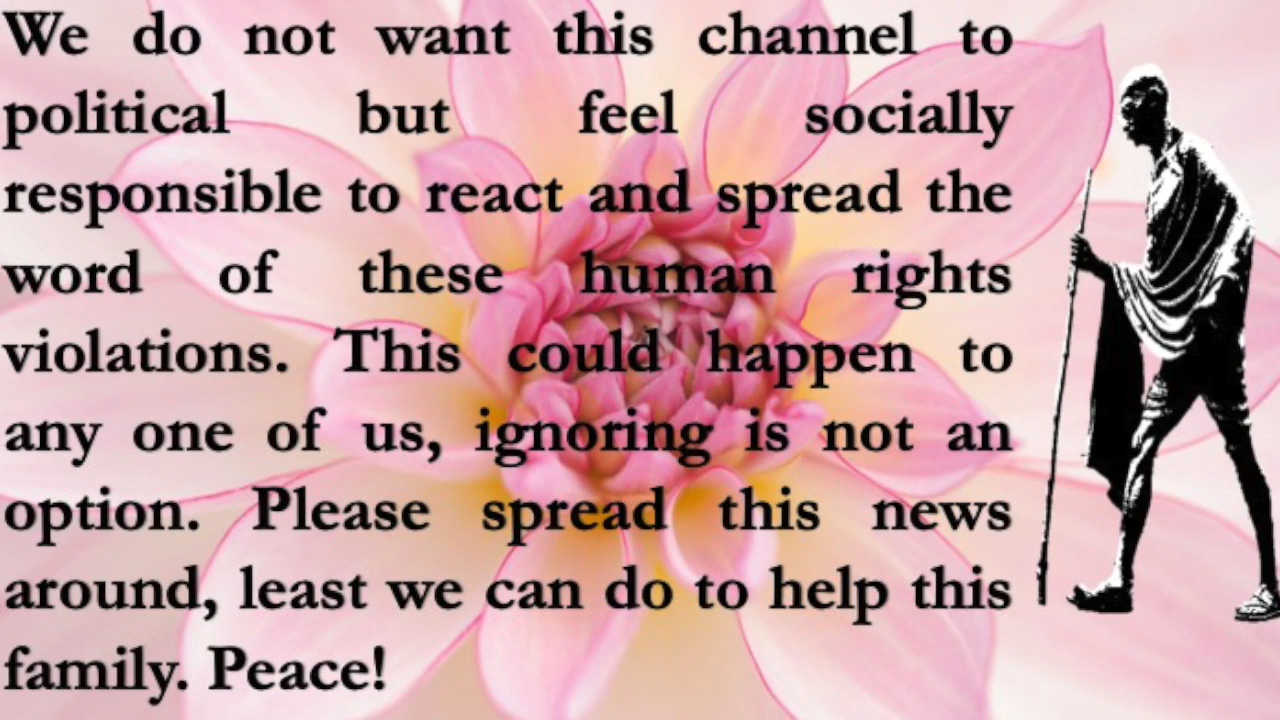 We do not want this channel to
political but feel socially
responsible to react and spread the
word of these human rights
violations. This could happen to
any one of us, ignoring is not an
option. Please spread this news
around, least we can do to help this
family. Peace!